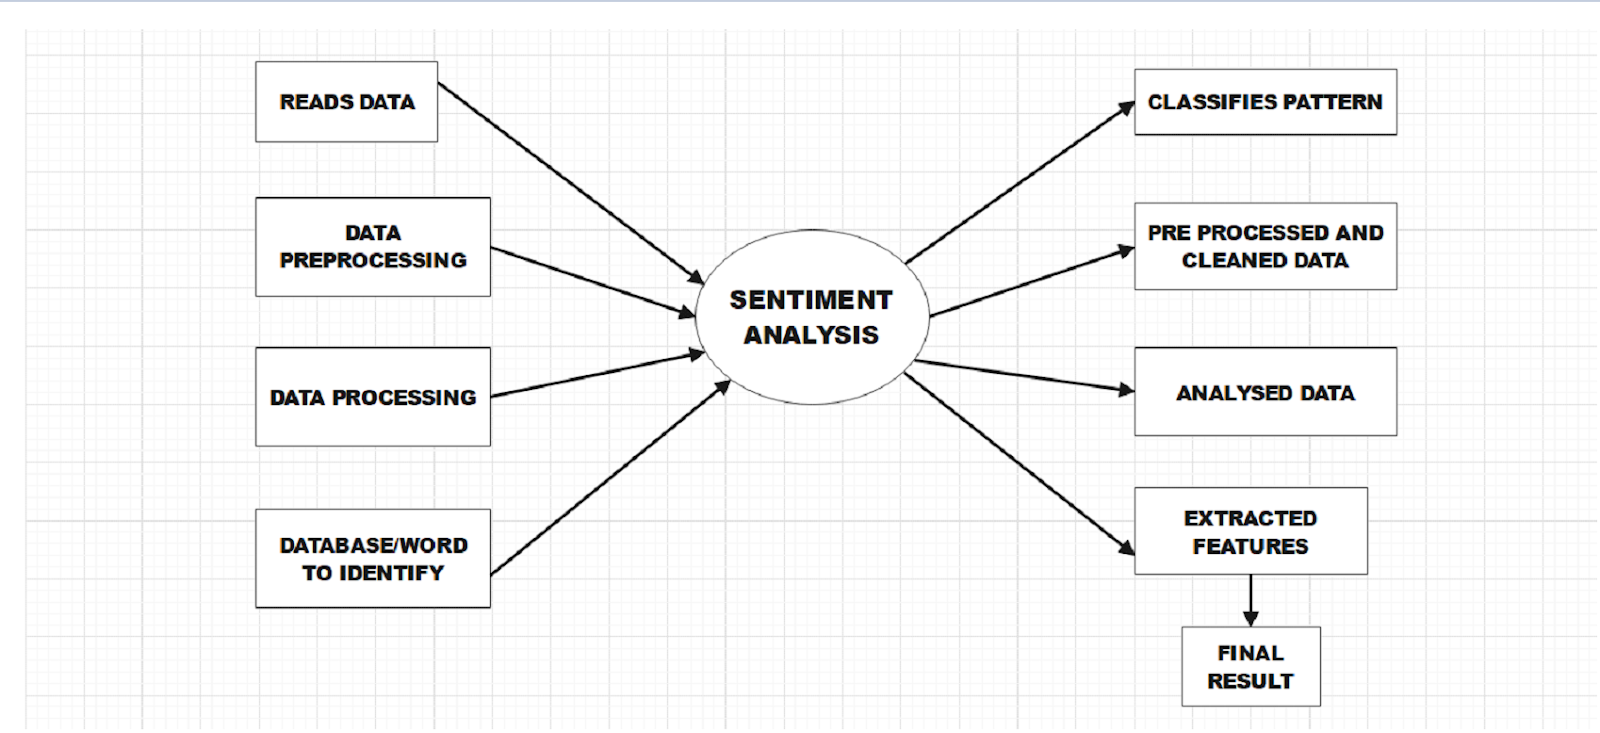 READS DATA
DATA
PREPROCESSING
DATA PROCESSING
DATABASE/WORD
TO IDENTIFY
SENTIMENT
ANALYSIS
CLASSIFIES PATTERN
PRE PROCESSED AND
CLEANED DATA
ANALYSED DATA
EXTRACTED
FEATURES
FINAL
RESULT